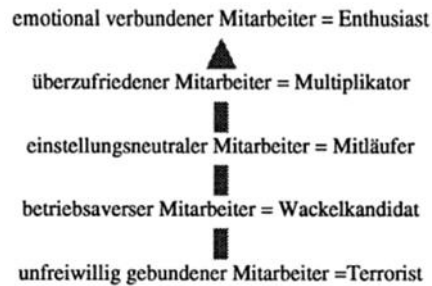 emotional verbundener Mitarbeiter = Enthusiast
überzufriedener Mitarbeiter = Multiplikator
einstellungsneutraler Mitarbeiter = Mitläufer
betriebsaverser Mitarbeiter = Wackelkandidat
unfreiwillig gebundener Mitarbeiter =Terrorist